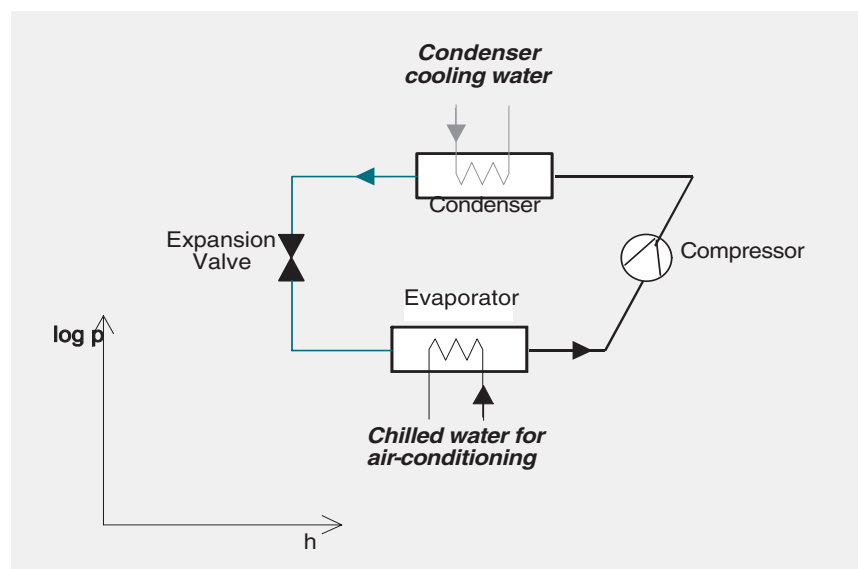 Condenser
cooling water
Condenser
Expansion
Valve
Compressor
Evaporator
log p
Chilled water for
air-conditioning
h